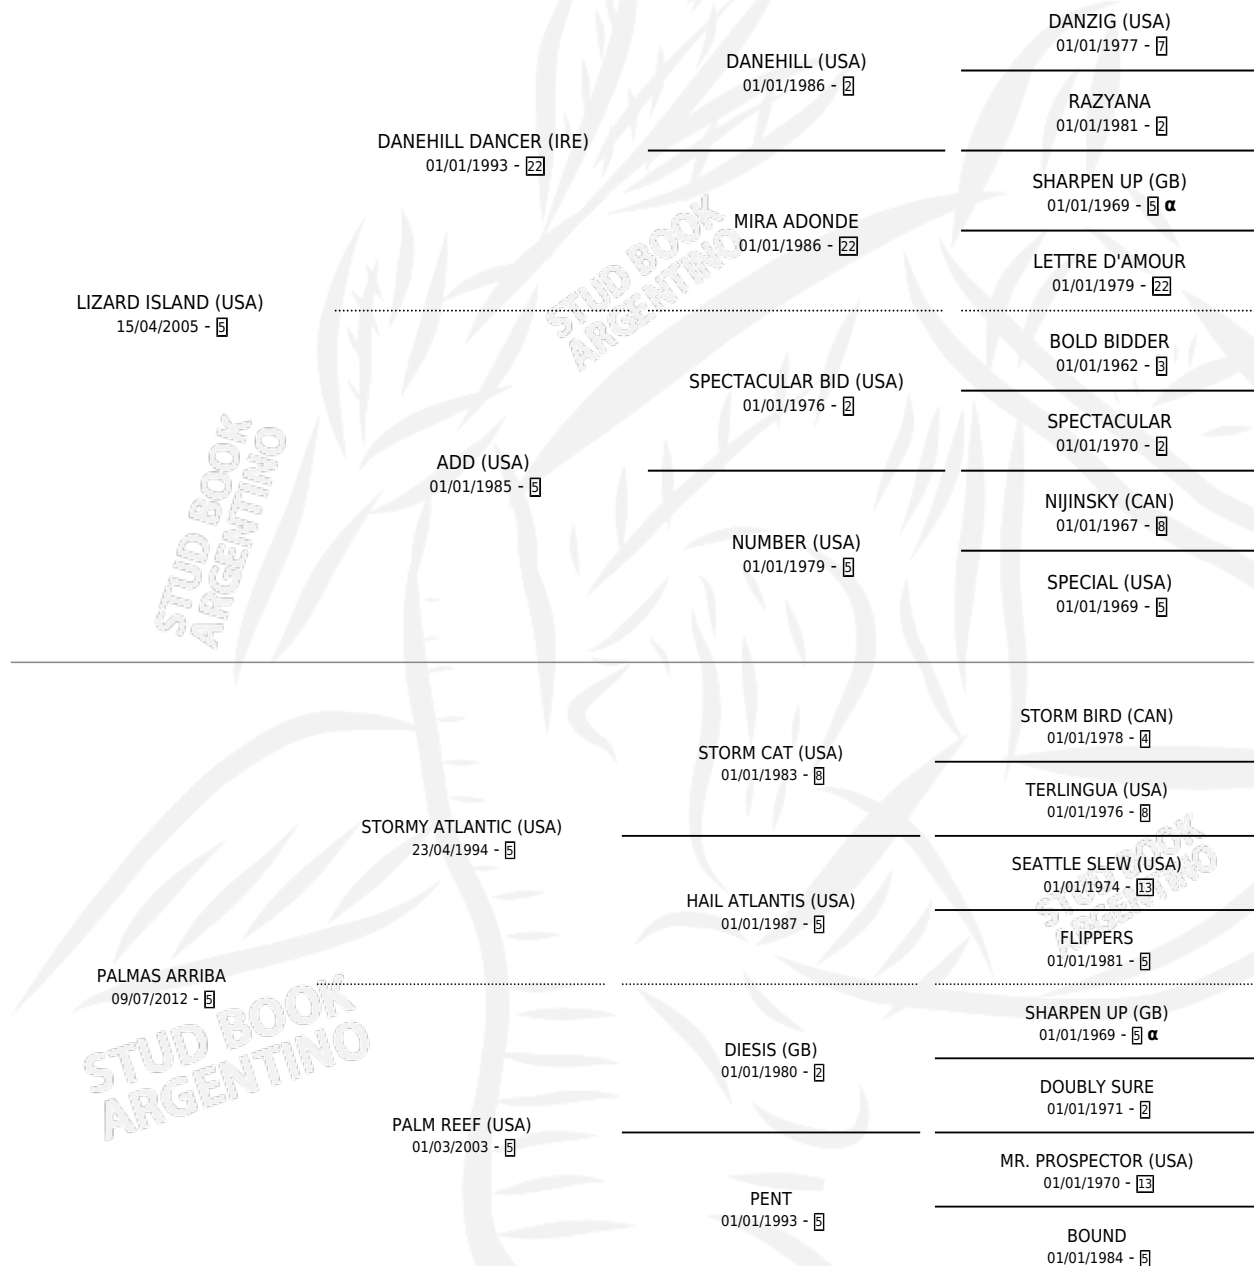 DANZIG (USA)
01/01/1977 - 7
DANEHILL (USA)
01/01/1986 - 2
RAZYANA
01/01/1981 - 2
DANEHILL DANCER (IRE)
01/01/1993 - 22
SHARPEN UP (GB)
01/01/1969 - 5 α
MIRA ADONDE
01/01/1986 - 22
LETTRE D'AMOUR
01/01/1979 - 22
LIZARD ISLAND (USA)
15/04/2005 - 5
BOLD BIDDER
01/01/1962 - 3
SPECTACULAR BID (USA)
01/01/1976 - 2
SPECTACULAR
01/01/1970 - 2
ADD (USA)
01/01/1985 - 5
NIJINSKY (CAN)
01/01/1967 - 8
NUMBER (USA)
01/01/1979 - 5
SPECIAL (USA)
01/01/1969 - 5
STORM BIRD (CAN)
01/01/1978 - 4
STORM CAT (USA)
01/01/1983 - 8
TERLINGUA (USA)
01/01/1976 - 8
STORMY ATLANTIC (USA)
23/04/1994 - 5
SEATTLE SLEW (USA)
01/01/1974 - 13
HAIL ATLANTIS (USA)
01/01/1987 - 5
FLIPPERS
01/01/1981 - 5
PALMAS ARRIBA
09/07/2012 - 5
SHARPEN UP (GB)
01/01/1969 - 5 α
DIESIS (GB)
01/01/1980 - 2
DOUBLY SURE
01/01/1971 - 2
PALM REEF (USA)
01/03/2003 - 5
MR. PROSPECTOR (USA)
01/01/1970 - 13
PENT
01/01/1993 - 5
BOUND
01/01/1984 - 5
STUD BOOK
ARGENTINO
STUD BOOK
ARGENTINO
STUD BOOK
ARGENTINO
STUD BOOK
ARGENTINO